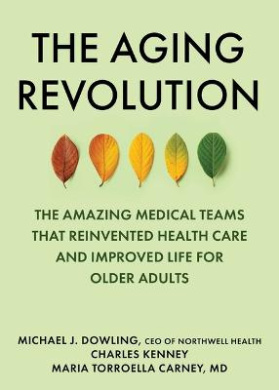 THE AGING
REVOLUTION
THE AMAZING MEDICAL TEAMS
THAT REINVENTED HEALTH CARE
AND IMPROVED LIFE FOR
OLDER ADULTS
MICHAEL J. DOWLING, CEO OF NORTHWELL HEALTH
CHARLES KENNEY
MARIA TORROELLA CARNEY, MD